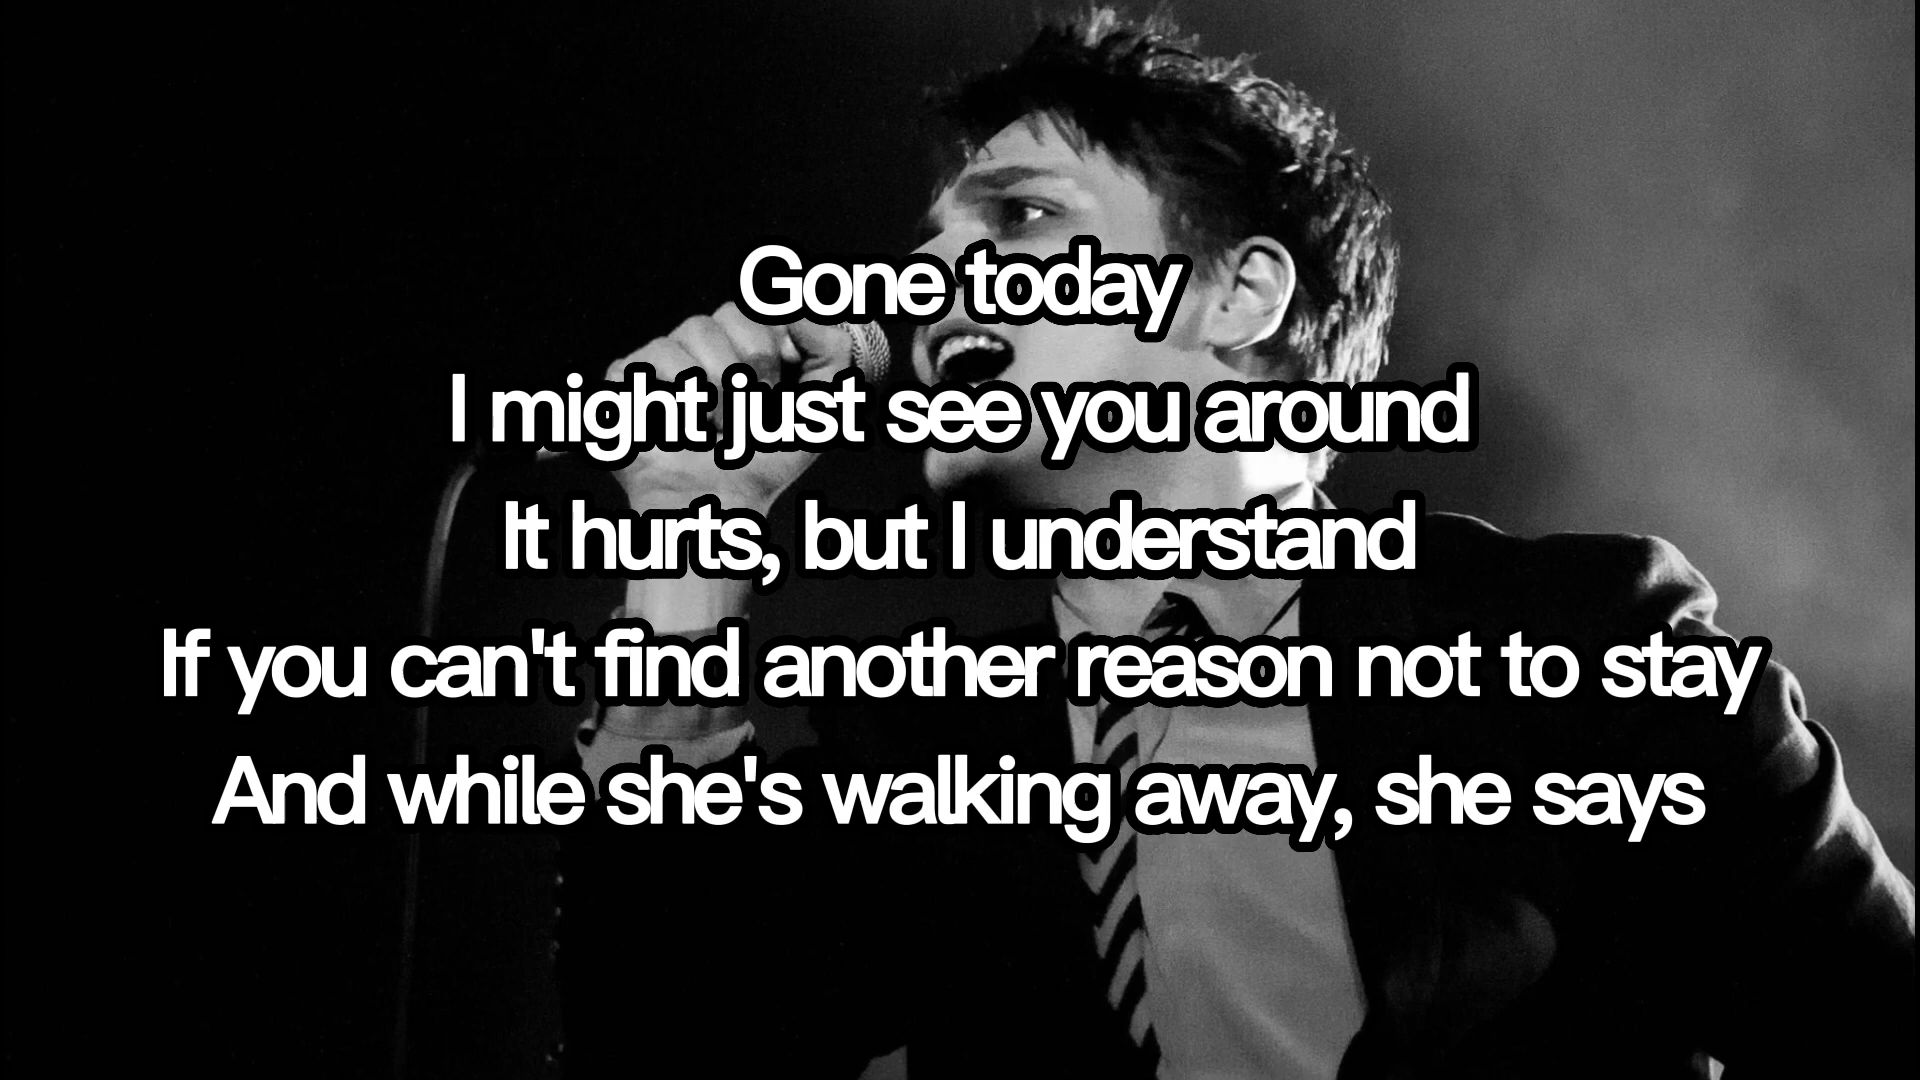 Gone today
I might just see you around
It hurts, but I understand
If you can't find another reason not to stay
And while she's walking away, she says